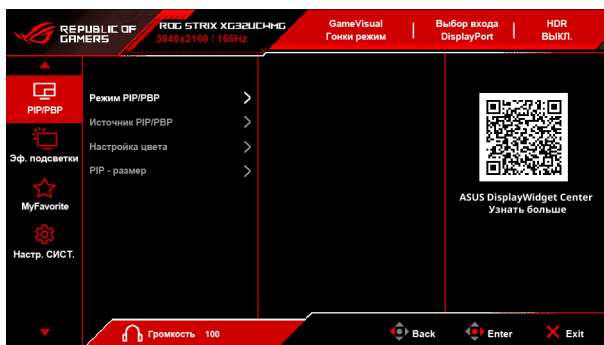 REPUBLIC OF
GAMERS
ROG STRIX XG32UCWMG
3840x2160 | 165Hz
GameVisual
Гонки режим
Выбор входа
DisplayPort
HDR
ВЫКЛ.
PIP/PBP
Эф. подсветки
MyFavorite
Настр. СИСТ.
Режим PIP/PBP
Источник PIP/PBP
Настройка цвета
PIP - размер
ASUS DisplayWidget Center
Узнать больше
Громкость 100
Back
Enter
Exit